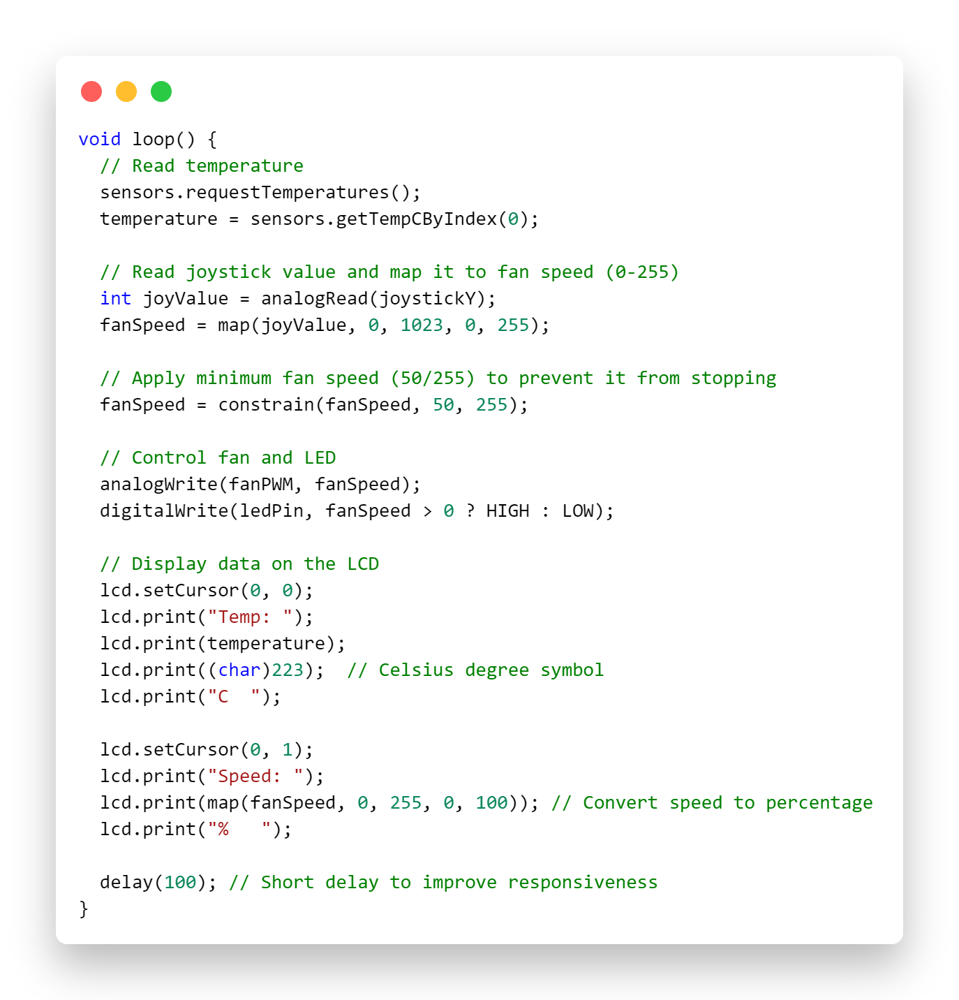 void loop() {
  // Read temperature
  sensors.requestTemperatures();
  temperature = sensors.getTempCByIndex(0);

  // Read joystick value and map it to fan speed (0-255)
  int joyValue = analogRead(joystickY);
  fanSpeed = map(joyValue, 0, 1023, 0, 255);

  // Apply minimum fan speed (50/255) to prevent it from stopping
  fanSpeed = constrain(fanSpeed, 50, 255);

  // Control fan and LED
  analogWrite(fanPWM, fanSpeed);
  digitalWrite(ledPin, fanSpeed > 0 ? HIGH : LOW);

  // Display data on the LCD
  lcd.setCursor(0, 0);
  lcd.print("Temp: ");
  lcd.print(temperature);
  lcd.print((char)223);  // Celsius degree symbol
  lcd.print("C  ");

  lcd.setCursor(0, 1);
  lcd.print("Speed: ");
  lcd.print(map(fanSpeed, 0, 255, 0, 100)); // Convert speed to percentage
  lcd.print("%   ");

  delay(100); // Short delay to improve responsiveness
}